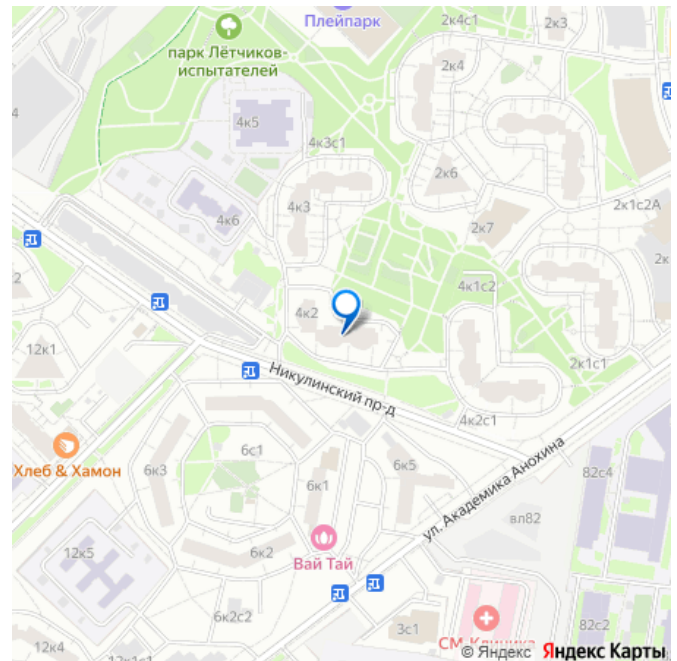 Плейпарк
2к4с1
2к3
парк Лётчиков-
испытателей
2к4
4
4к5
4к3с1
2к6
4к3
4к6
2к7
2к1с2А
2к
2
4к1с2
4к2
12к1
2к1с1
Никулинский пр-д
4к2с1
Хлеб & Хамон
6к3
6с1
6к5
ул. Академика Анохина
82с4
6к1
вл82
12к5
6к2
Вай Тай
6к2с2
3с1
82с2
12к4
СМ-Клиника
© Яндекс Яндекс Карты